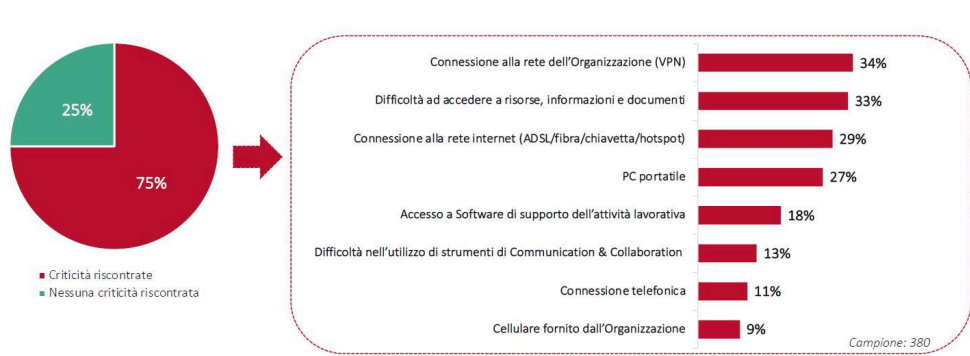 25%
75%
Criticità riscontrate
Nessuna criticità riscontrata
Connessione alla rete dell'Organizzazione (VPN) 34%
Difficoltà ad accedere a risorse, informazioni e documenti 33%
Connessione alla rete internet (ADSL/fibra/chiavetta/hotspot) 29%
PC portatile 27%
Accesso a Software di supporto dell'attività lavorativa 18%
Difficoltà nell'utilizzo di strumenti di Communication & Collaboration 13%
Connessione telefonica 11%
Cellulare fornito dall'Organizzazione 9%
Campione: 380